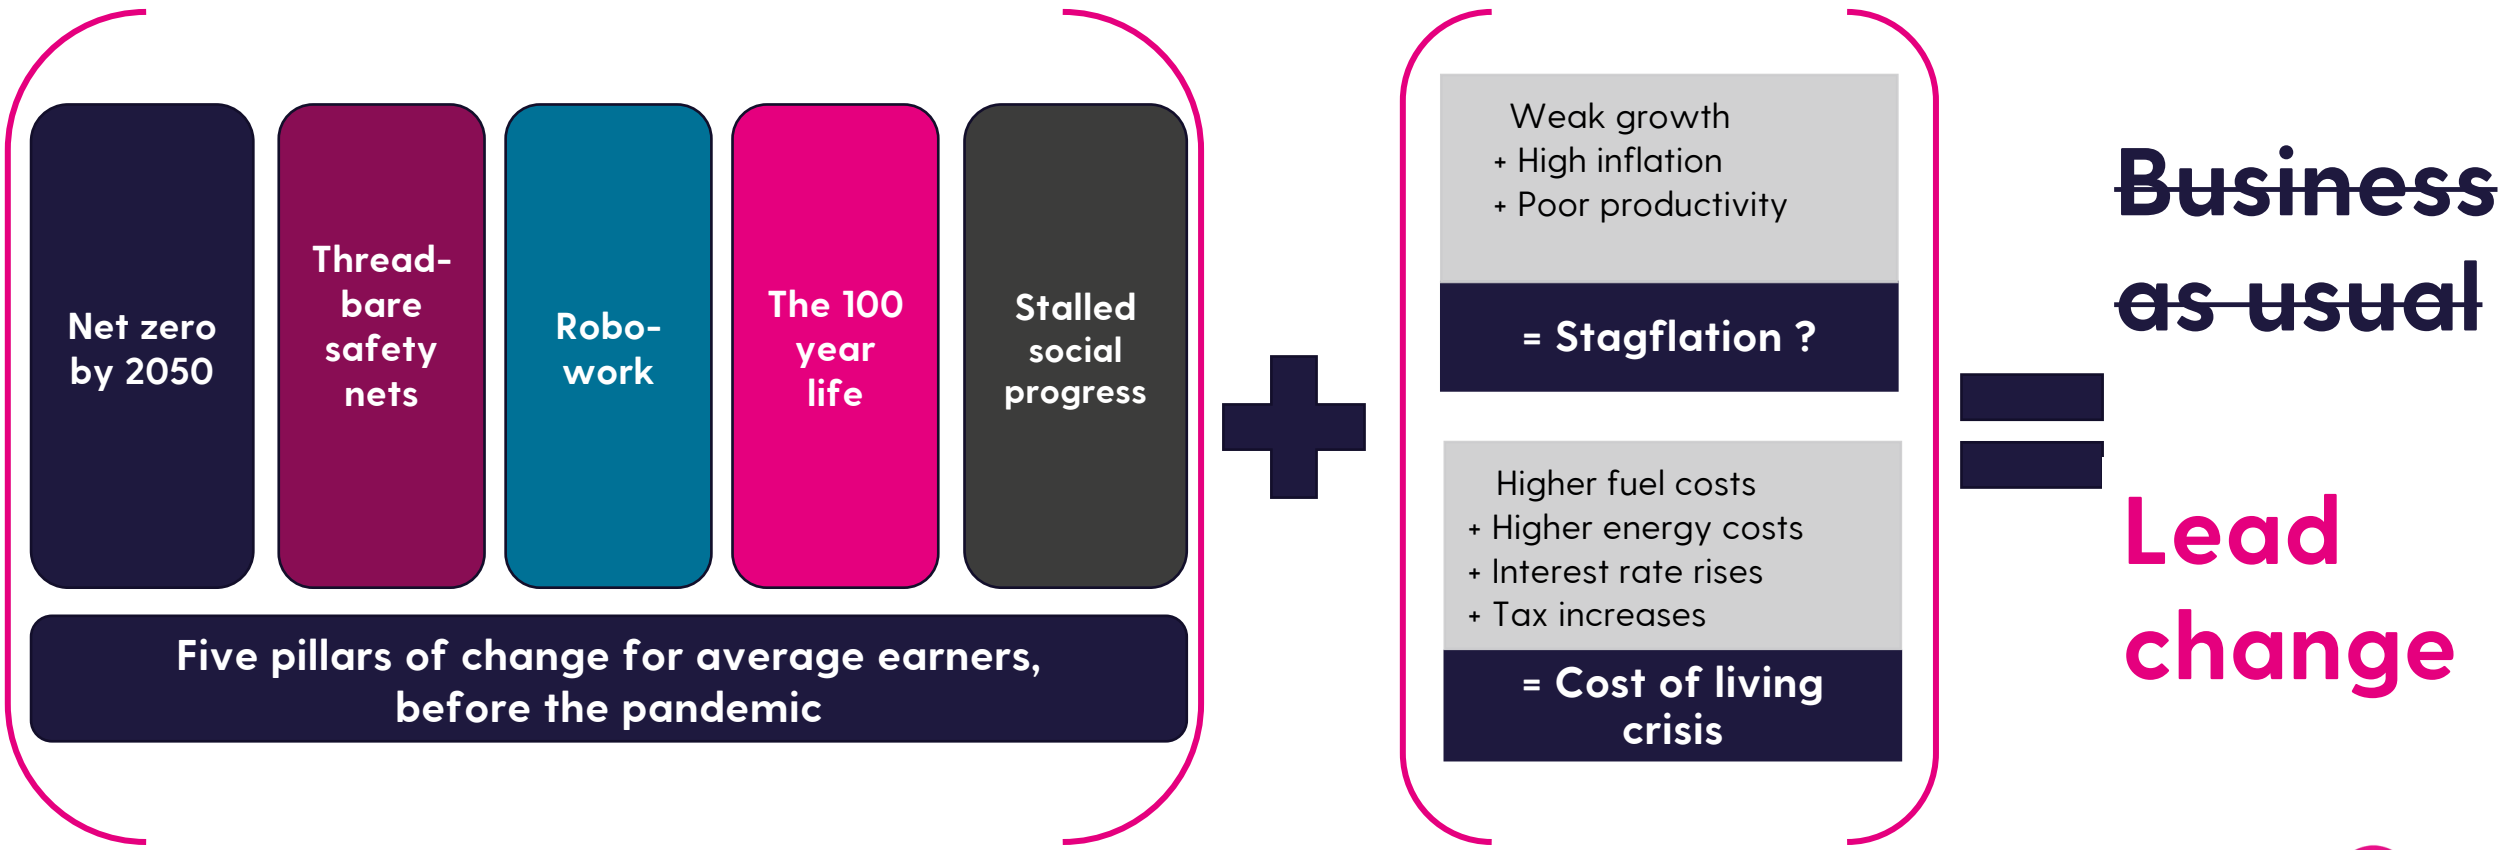 Net zero
by 2050
Thread-
bare
safety
nets
Robo-
work
The 100
year
life
Stalled
social
progress
Five pillars of change for average earners,
before the pandemic
Weak growth
+ High inflation
+ Poor productivity
= Stagflation ?
Higher fuel costs
+ Higher energy costs
+ Interest rate rises
+ Tax increases
= Cost of living
crisis
Business
as usual
Lead
change